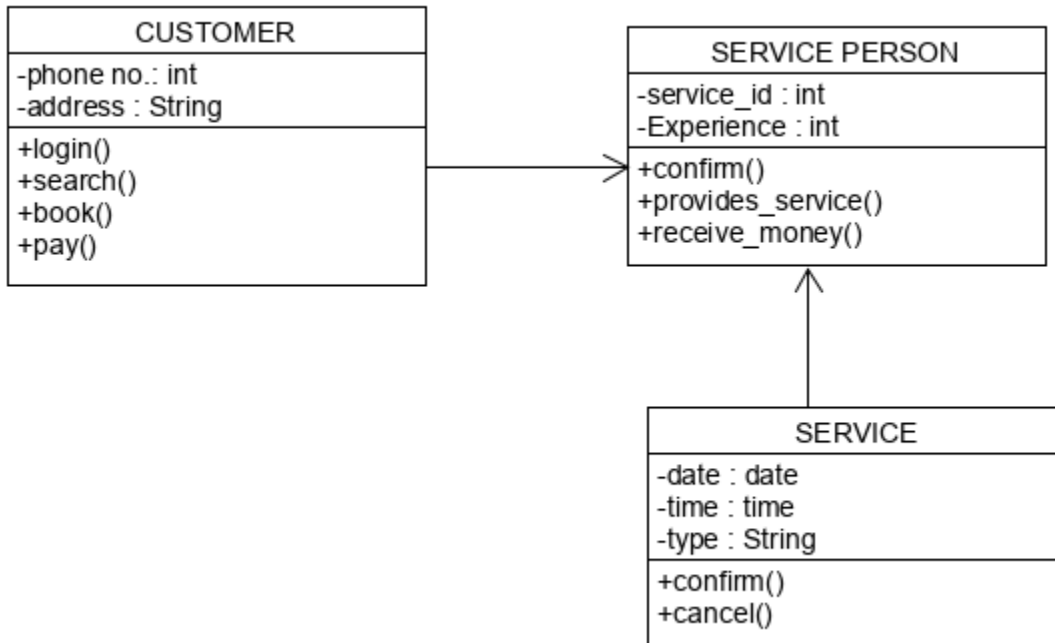 CUSTOMER
-phone no.: int
-address : String
+login()
+search()
+book()
+pay()
SERVICE PERSON
-service_id : int
-Experience : int
+confirm()
+provides_service()
+receive_money()
SERVICE
-date : date
-time : time
-type : String
+confirm()
+cancel()